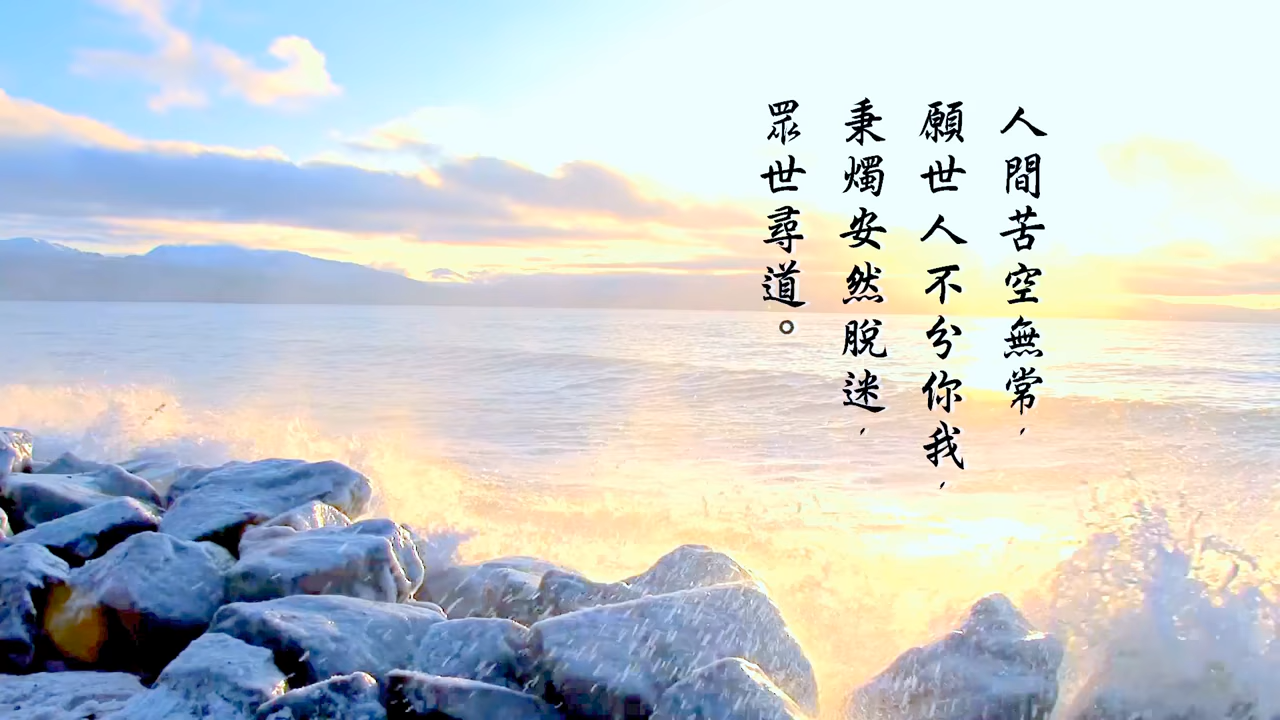 人間苦空無常，
願世人不分你我，
秉燭安然脫迷，
眾世尋道。